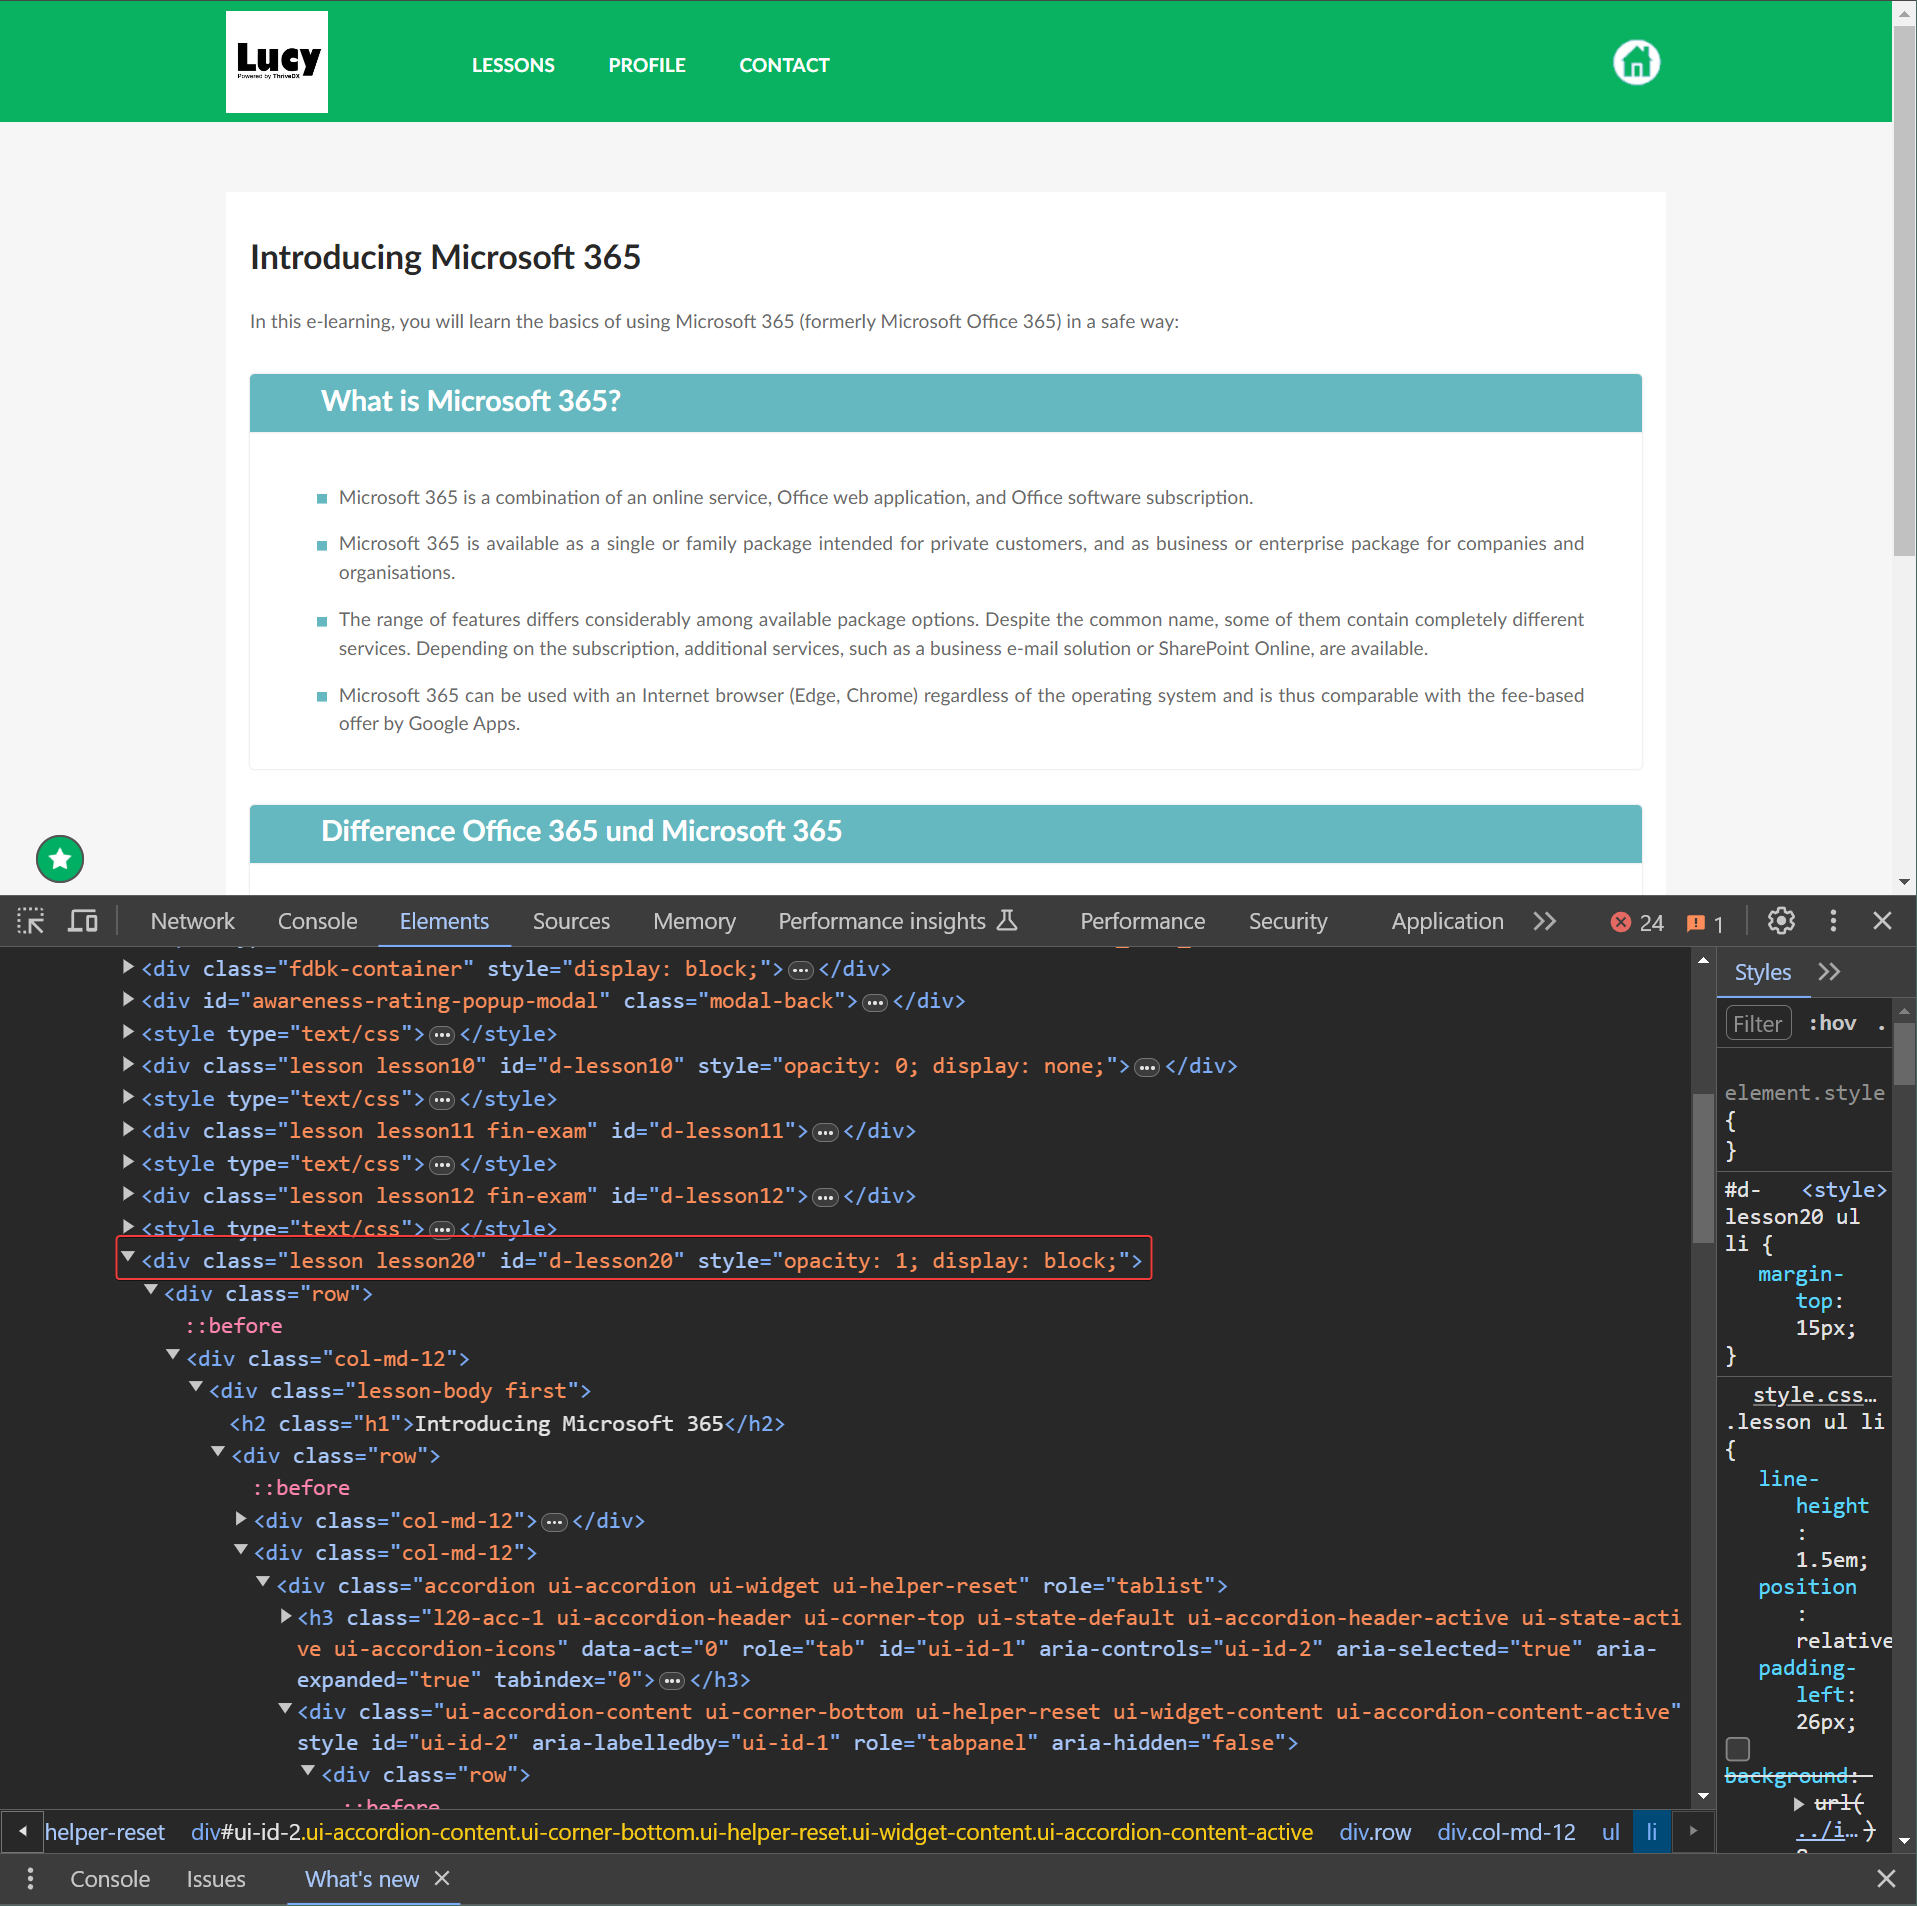 Lucy
Powered by ThriveDX
LESSONS PROFILE CONTACT
Introducing Microsoft 365
In this e-learning, you will learn the basics of using Microsoft 365 (formerly Microsoft Office 365) in a safe way:
What is Microsoft 365?
Microsoft 365 is a combination of an online service, Office web application, and Office software subscription.
Microsoft 365 is available as a single or family package intended for private customers, and as business or enterprise package for companies and
organisations.
The range of features differs considerably among available package options. Despite the common name, some of them contain completely different
services. Depending on the subscription, additional services, such as a business e-mail solution or SharePoint Online, are available.
Microsoft 365 can be used with an Internet browser (Edge, Chrome) regardless of the operating system and is thus comparable with the fee-based
offer by Google Apps.
Difference Office 365 und Microsoft 365
Network Console Elements Sources Memory Performance insights Performance Security Application 24 1
<div class="fdbk-container" style="display: block;">…</div>
<div id="awareness-rating-popup-modal" class="modal-back">…</div>
<style type="text/css">…</style>
<div class="lesson lesson10" id="d-lesson10" style="opacity: 0; display: none;">…</div>
<style type="text/css">…</style>
<div class="lesson lesson11 fin-exam" id="d-lesson11">…</div>
<style type="text/css">…</style>
<div class="lesson lesson12 fin-exam" id="d-lesson12">…</div>
<style type="text/css">…</style>
<div class="lesson lesson20" id="d-lesson20" style="opacity: 1; display: block;">
<div class="row">
::before
<div class="col-md-12">
<div class="lesson-body first">
<h2 class="h1">Introducing Microsoft 365</h2>
<div class="row">
::before
<div class="col-md-12">…</div>
<div class="col-md-12">
<div class="accordion ui-accordion ui-widget ui-helper-reset" role="tablist">
<h3 class="l20-acc-1 ui-accordion-header ui-corner-top ui-state-default ui-accordion-header-active ui-state-acti
ve ui-accordion-icons" data-act="0" role="tab" id="ui-id-1" aria-controls="ui-id-2" aria-selected="true" aria-
expanded="true" tabindex="0">…</h3>
<div class="ui-accordion-content ui-corner-bottom ui-helper-reset ui-widget-content ui-accordion-content-active"
style id="ui-id-2" aria-labelledby="ui-id-1" role="tabpanel" aria-hidden="false">
<div class="row">
::before
Styles
Filter :hov .
element.style
{
}
#d- <style>
lesson20 ul
li {
margin-
top:
15px;
}
style.css…
.lesson ul li
{
line-
height
:
1.5em;
position
:
relative
padding-
left:
26px;
background:
url(
../i…)
helper-reset div#ui-id-2.ui-accordion-content.ui-corner-bottom.ui-helper-reset.ui-widget-content.ui-accordion-content-active div.row div.col-md-12 ul li
Console Issues What's new